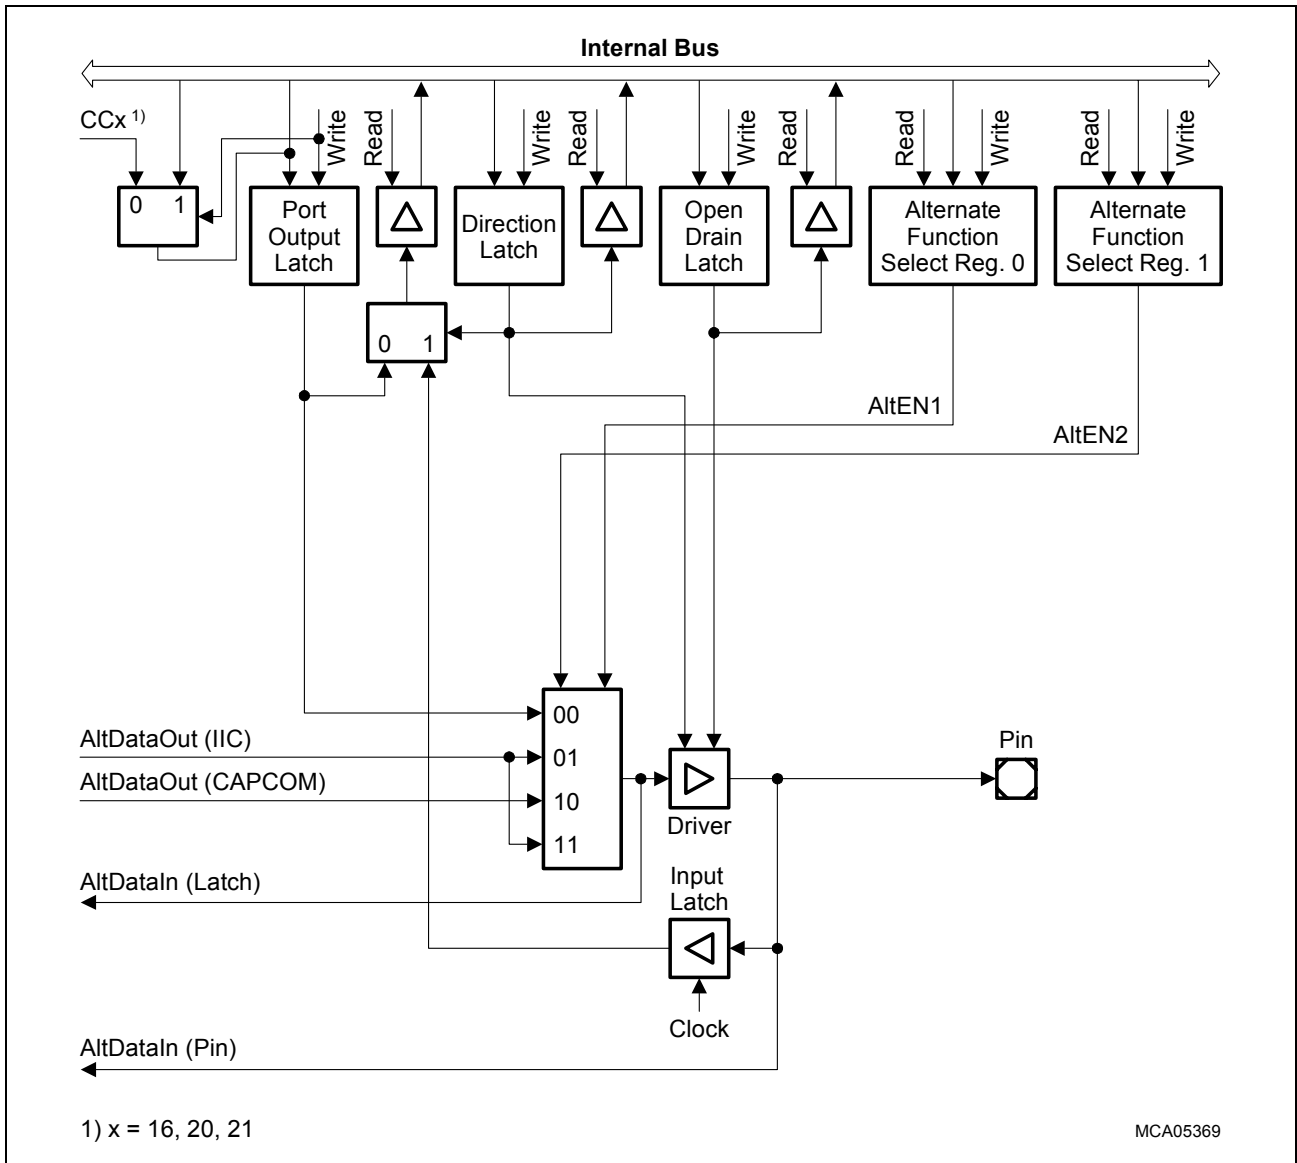 Internal Bus
CCx 1)
Write
Read
Write
Read
Write
Read
Read
Write
Read
Write
0 1
Port
Output
Latch
Direction
Latch
Open
Drain
Latch
Alternate
Function
Select Reg. 0
Alternate
Function
Select Reg. 1
0 1
AltEN1
AltEN2
00
01
10
11
AltDataOut (IIC)
AltDataOut (CAPCOM)
Driver
Pin
AltDataIn (Latch)
Input
Latch
Clock
AltDataIn (Pin)
1) x = 16, 20, 21
MCA05369